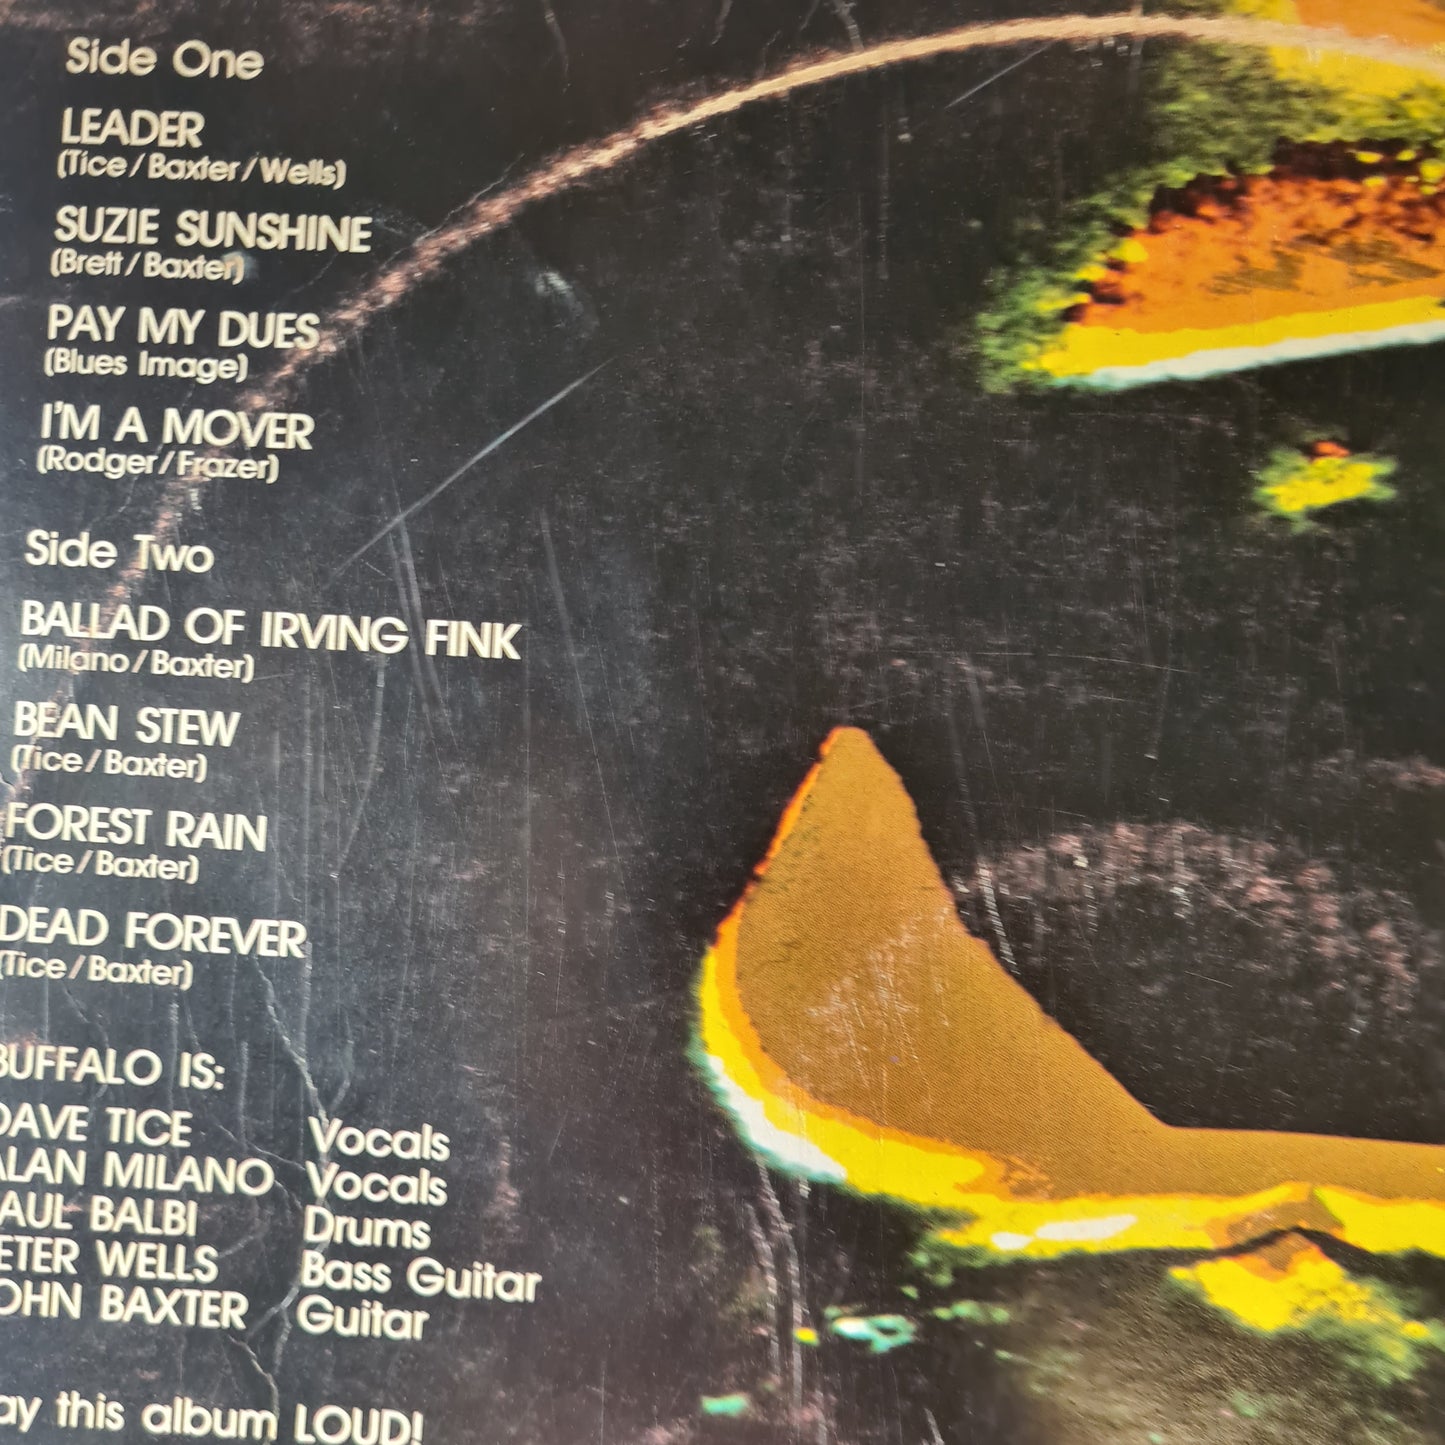 Side One
LEADER
(Tice/Baxter/Wells)
SUZIE SUNSHINE
(Brett/Baxter)
PAY MY DUES
(Blues Image)
I'M A MOVER
(Rodger/Frazer)
Side Two
BALLAD OF IRVING FINK
(Milano/Baxter)
BEAN STEW
(Tice/Baxter)
FOREST RAIN
(Tice/Baxter)
DEAD FOREVER
(Tice/Baxter)
BUFFALO IS:
DAVE TICE Vocals
ALAN MILANO Vocals
AUL BALBI Drums
ETER WELLS Bass Guitar
OHN BAXTER Guitar
ay this album LOUD!